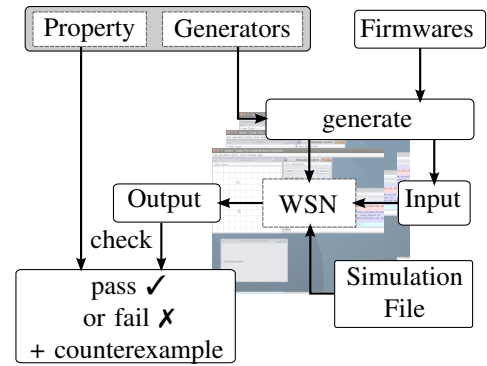 Property
Generators
Firmwares
generate
Output
WSN
Input
check
pass ✓
or fail ✗
+ counterexample
Simulation
File